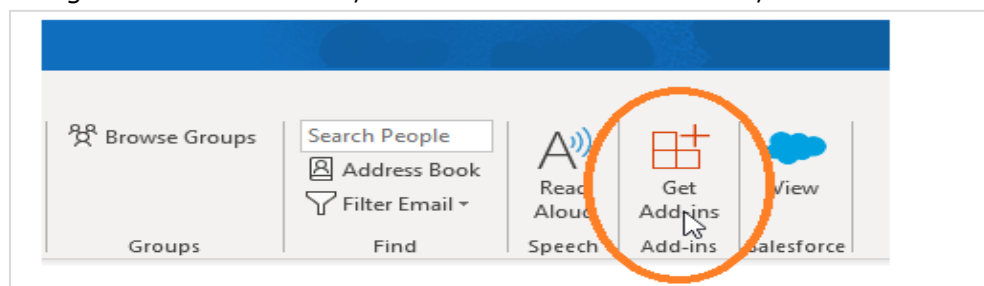 Browse Groups
Search People
Address Book
Filter Email
Read
Aloud
Get
Add-ins
View
Groups
Find
Speech
Add-ins
Salesforce